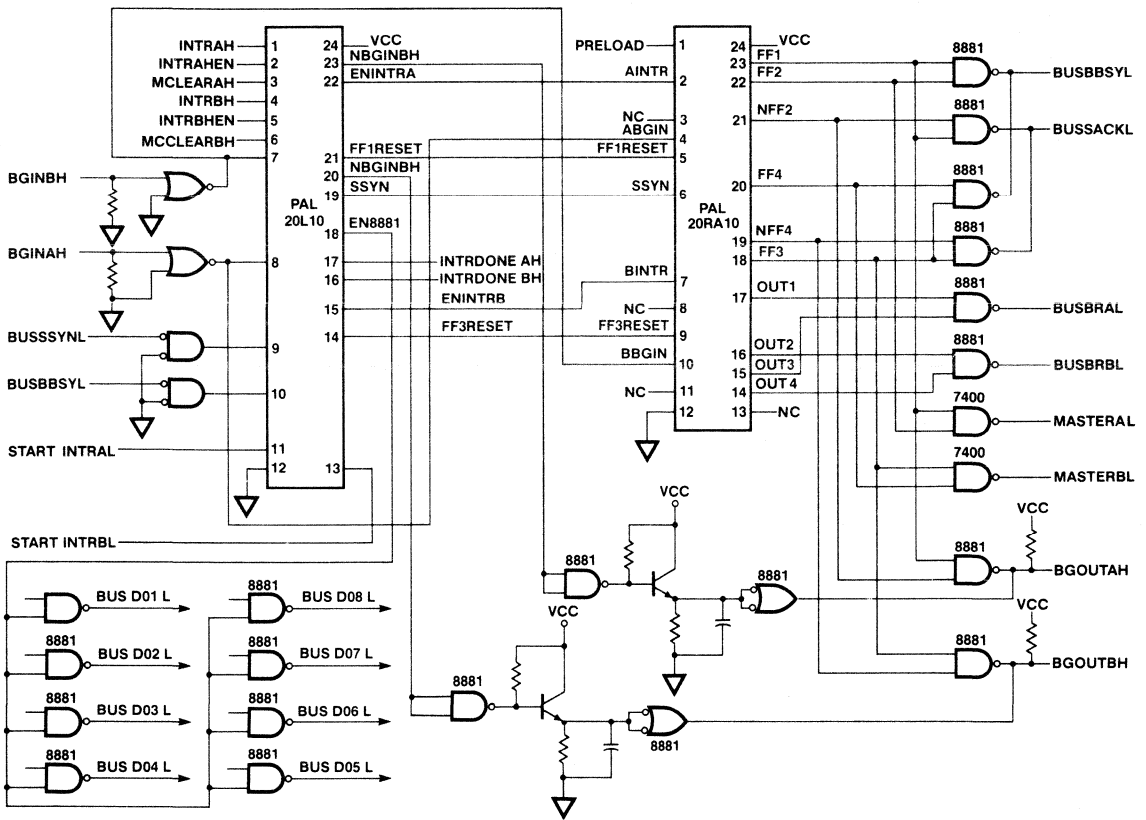 INTRAH
INTRAHEN
MCLEARAH
INTRBH
INTRBHEN
MCCLEARBH
BGINBH
BGINAH
BUSSSYNL
BUSBBSYL
START INTRAL
START INTRBL
1
2
3
4
5
6
7
8
9
10
11
12
PAL
20L10
24
23
22
21
20
19
18
17
16
15
14
13
VCC
NBGINBH
ENINTRA
FF1RESET
NBGINBH
SSYN
EN8881
INTRDONE AH
INTRDONE BH
ENINTRB
FF3RESET
PRELOAD
AINTR
NC
ABGIN
FF1RESET
SSYN
BINTR
NC
FF3RESET
BBGIN
NC
1
2
3
4
5
6
7
8
9
10
11
12
PAL
20RA10
24
23
22
21
20
19
18
17
16
15
14
13
VCC
FF1
FF2
NFF2
FF4
NFF4
FF3
OUT1
OUT2
OUT3
OUT4
NC
8881
BUSBBSYL
8881
BUSSACKL
8881
8881
8881
BUSBRAL
8881
BUSBRBL
7400
MASTERAL
7400
MASTERBL
VCC
8881
BGOUTAH
VCC
8881
BGOUTBH
VCC
8881
8881
VCC
8881
8881
BUS D01 L
8881
BUS D02 L
8881
BUS D03 L
8881
BUS D04 L
8881
BUS D08 L
8881
BUS D07 L
8881
BUS D06 L
8881
BUS D05 L